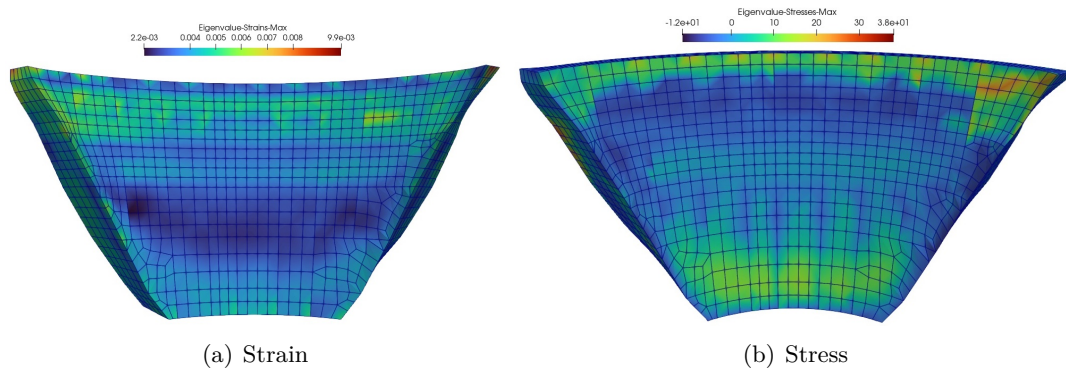 Eigenvalue-Strains-Max
2.2e-03 0.004 0.005 0.006 0.007 0.008 9.9e-03
Eigenvalue-Stresses-Max
-1.2e+01 0 10 20 30 3.8e+01
(a) Strain
(b) Stress